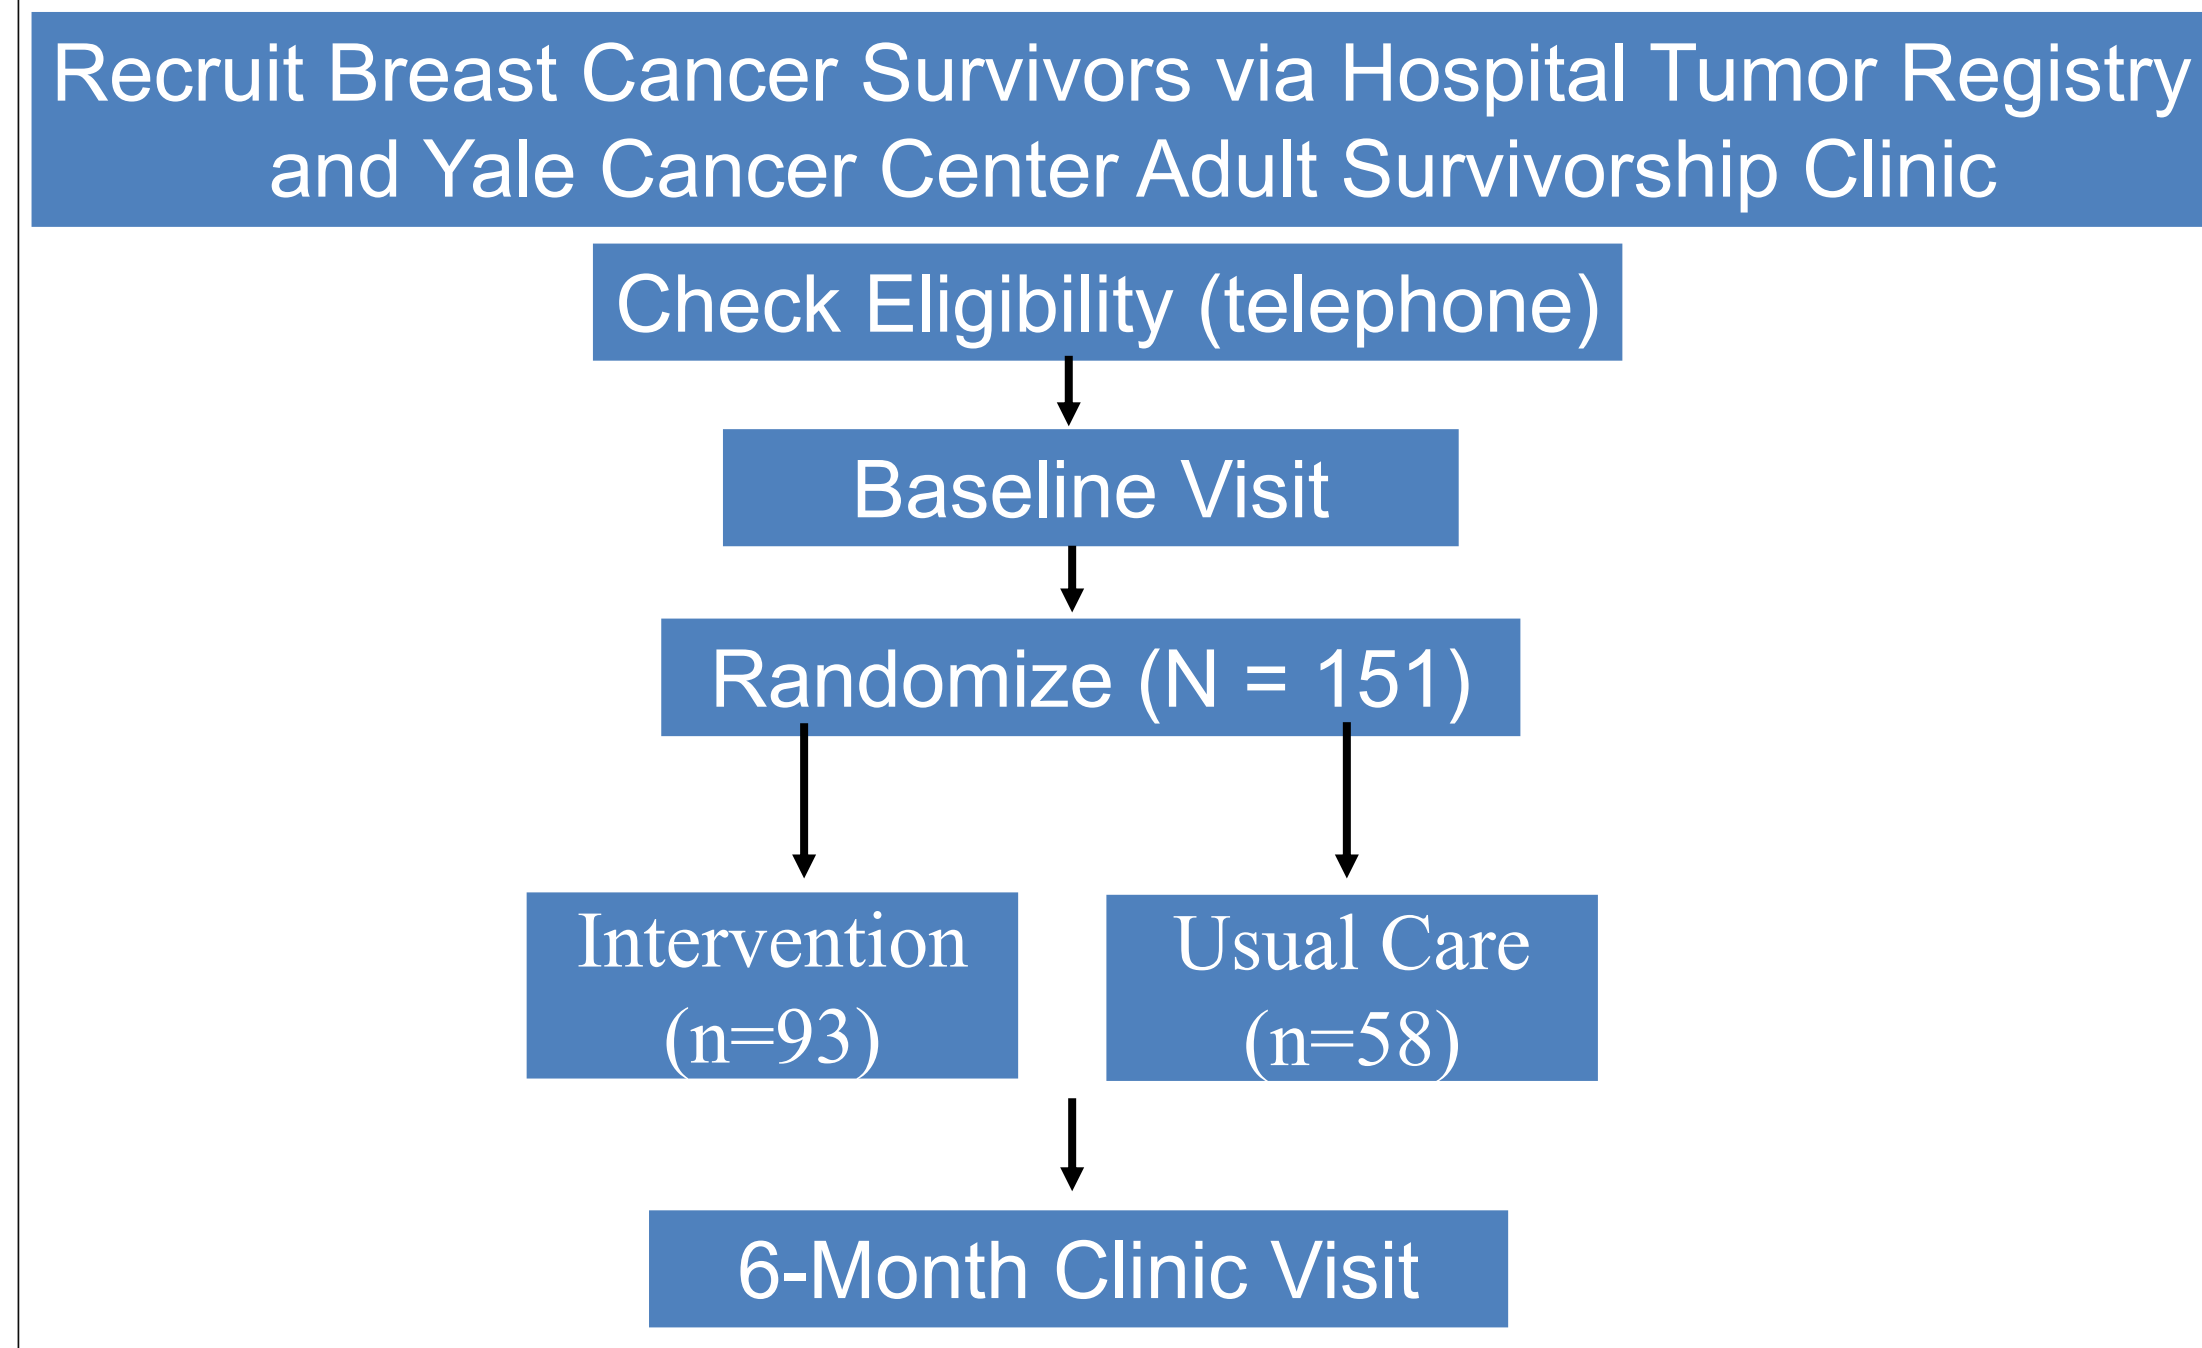 Recruit Breast Cancer Survivors via Hospital Tumor Registry
and Yale Cancer Center Adult Survivorship Clinic
Check Eligibility (telephone)
Baseline Visit
Randomize (N = 151)
Intervention
(n=93)
Usual Care
(n=58)
6-Month Clinic Visit